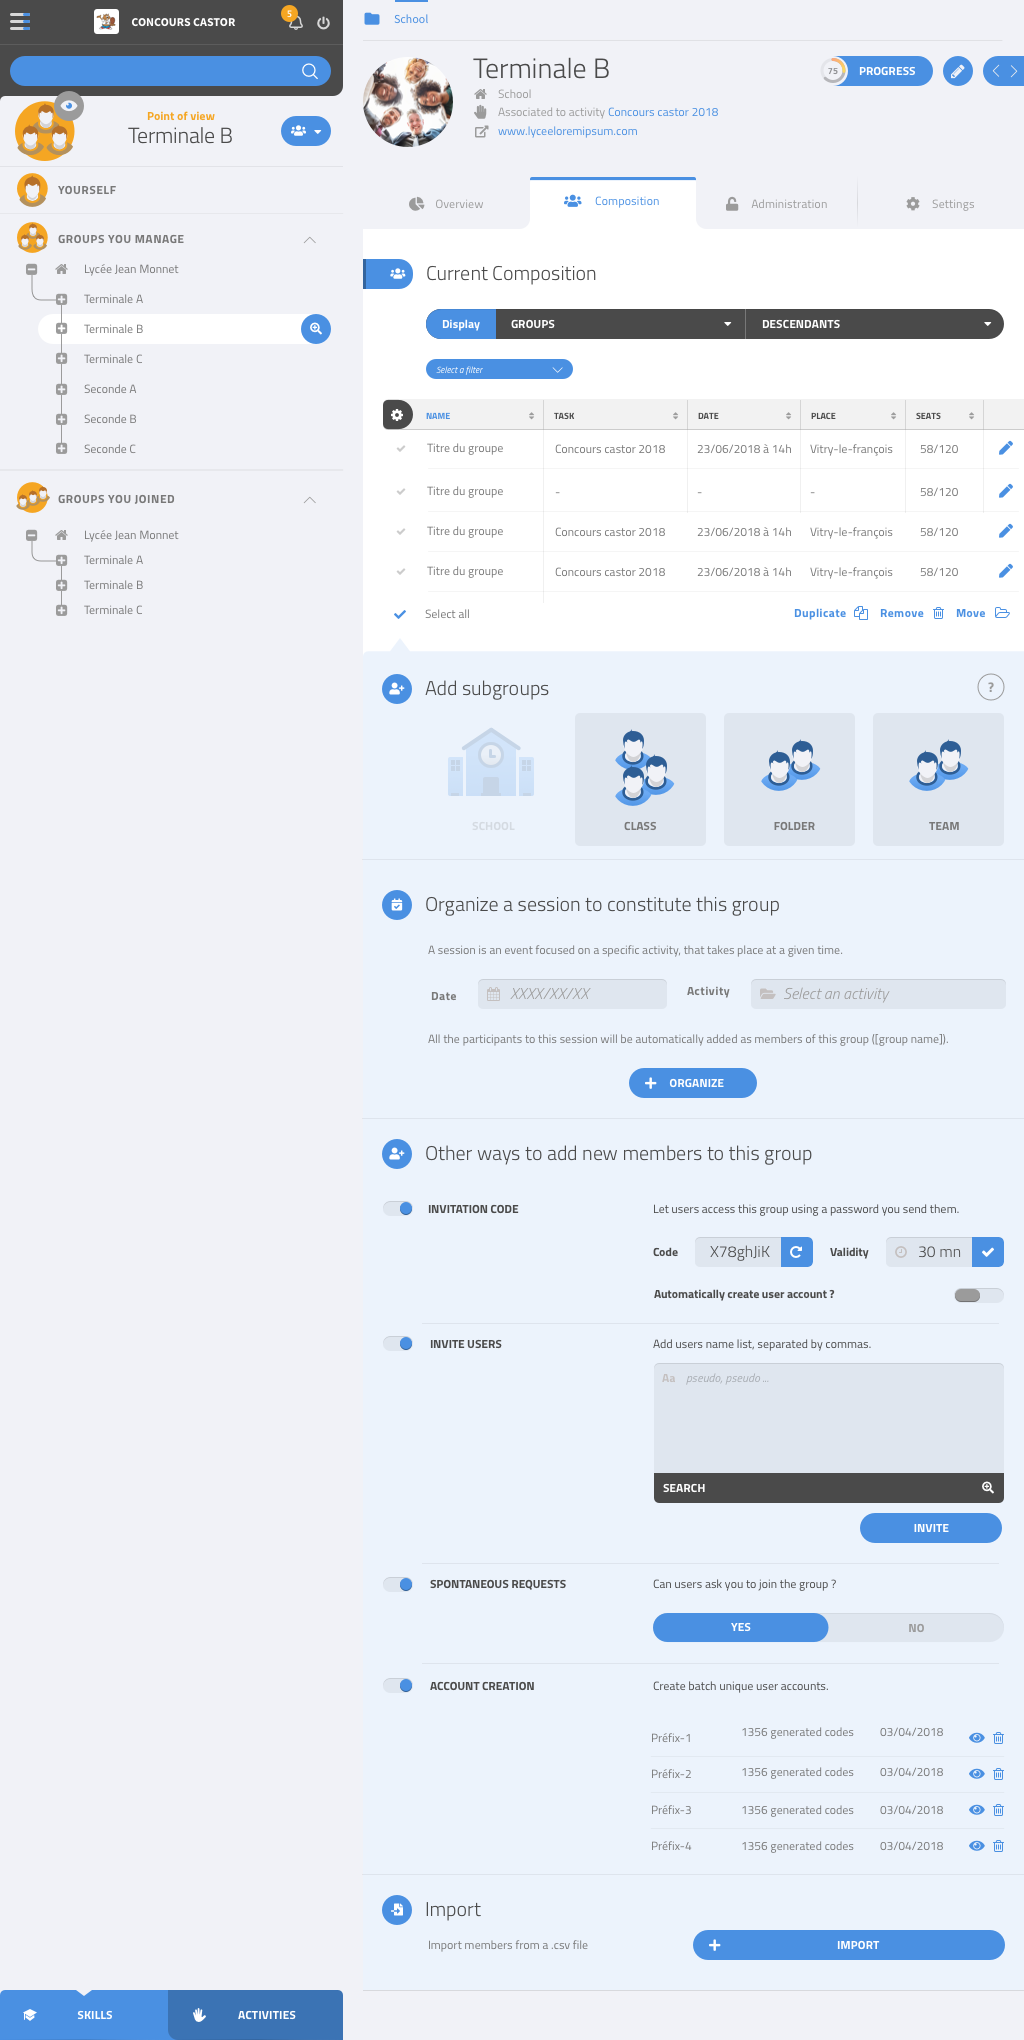 CONCOURS CASTOR
5
Point of view
Terminale B
YOURSELF
GROUPS YOU MANAGE
Lycée Jean Monnet
Terminale A
Terminale B
Terminale C
Seconde A
Seconde B
Seconde C
GROUPS YOU JOINED
Lycée Jean Monnet
Terminale A
Terminale B
Terminale C
SKILLS
ACTIVITIES
School
Terminale B
School
Associated to activity Concours castor 2018
www.lyceeloremipsum.com
75
PROGRESS
Overview
Composition
Administration
Settings
Current Composition
Display
GROUPS
DESCENDANTS
Select a filter
NAME TASK DATE PLACE SEATS
Titre du groupe Concours castor 2018 23/06/2018 à 14h Vitry-le-françois 58/120
Titre du groupe - - - 58/120
Titre du groupe Concours castor 2018 23/06/2018 à 14h Vitry-le-françois 58/120
Titre du groupe Concours castor 2018 23/06/2018 à 14h Vitry-le-françois 58/120
Select all
Duplicate
Remove
Move
Add subgroups
?
SCHOOL
CLASS
FOLDER
TEAM
Organize a session to constitute this group
A session is an event focused on a specific activity, that takes place at a given time.
Date
XXXX/XX/XX
Activity
Select an activity
All the participants to this session will be automatically added as members of this group ([group name]).
ORGANIZE
Other ways to add new members to this group
INVITATION CODE
Let users access this group using a password you send them.
Code
X78ghJiK
Validity
30 mn
Automatically create user account ?
INVITE USERS
Add users name list, separated by commas.
Aa pseudo, pseudo ...
SEARCH
INVITE
SPONTANEOUS REQUESTS
Can users ask you to join the group ?
YES
NO
ACCOUNT CREATION
Create batch unique user accounts.
Préfix-1 1356 generated codes 03/04/2018
Préfix-2 1356 generated codes 03/04/2018
Préfix-3 1356 generated codes 03/04/2018
Préfix-4 1356 generated codes 03/04/2018
Import
Import members from a .csv file
IMPORT